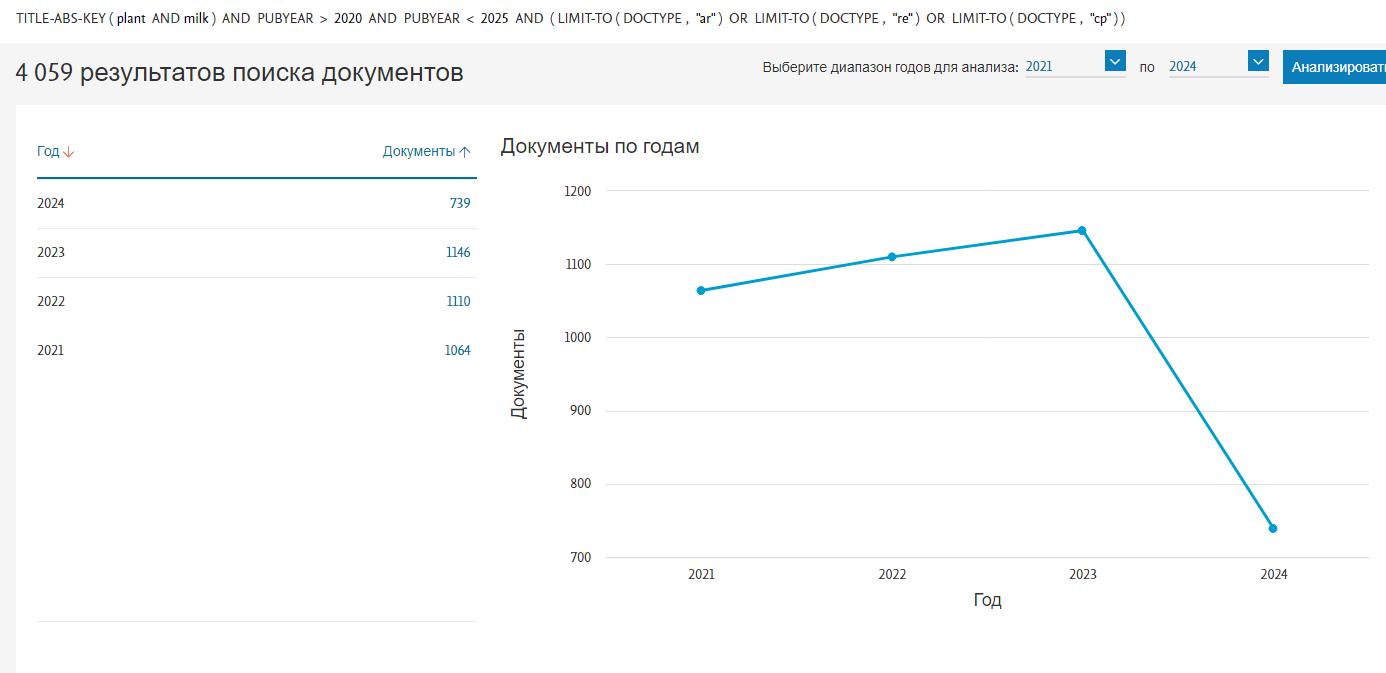 TITLE-ABS-KEY ( plant AND milk ) AND PUBYEAR > 2020 AND PUBYEAR < 2025 AND ( LIMIT-TO ( DOCTYPE , "ar" ) OR LIMIT-TO ( DOCTYPE , "re" ) OR LIMIT-TO ( DOCTYPE , "cp" ) )
4 059 результатов поиска документов
Выберите диапазон годов для анализа: 2021 по 2024 Анализироват
Год Документы
2024 739
2023 1146
2022 1110
2021 1064
Документы по годам
1200
1100
1000
900
800
700
Документы
2021 2022 2023 2024
Год